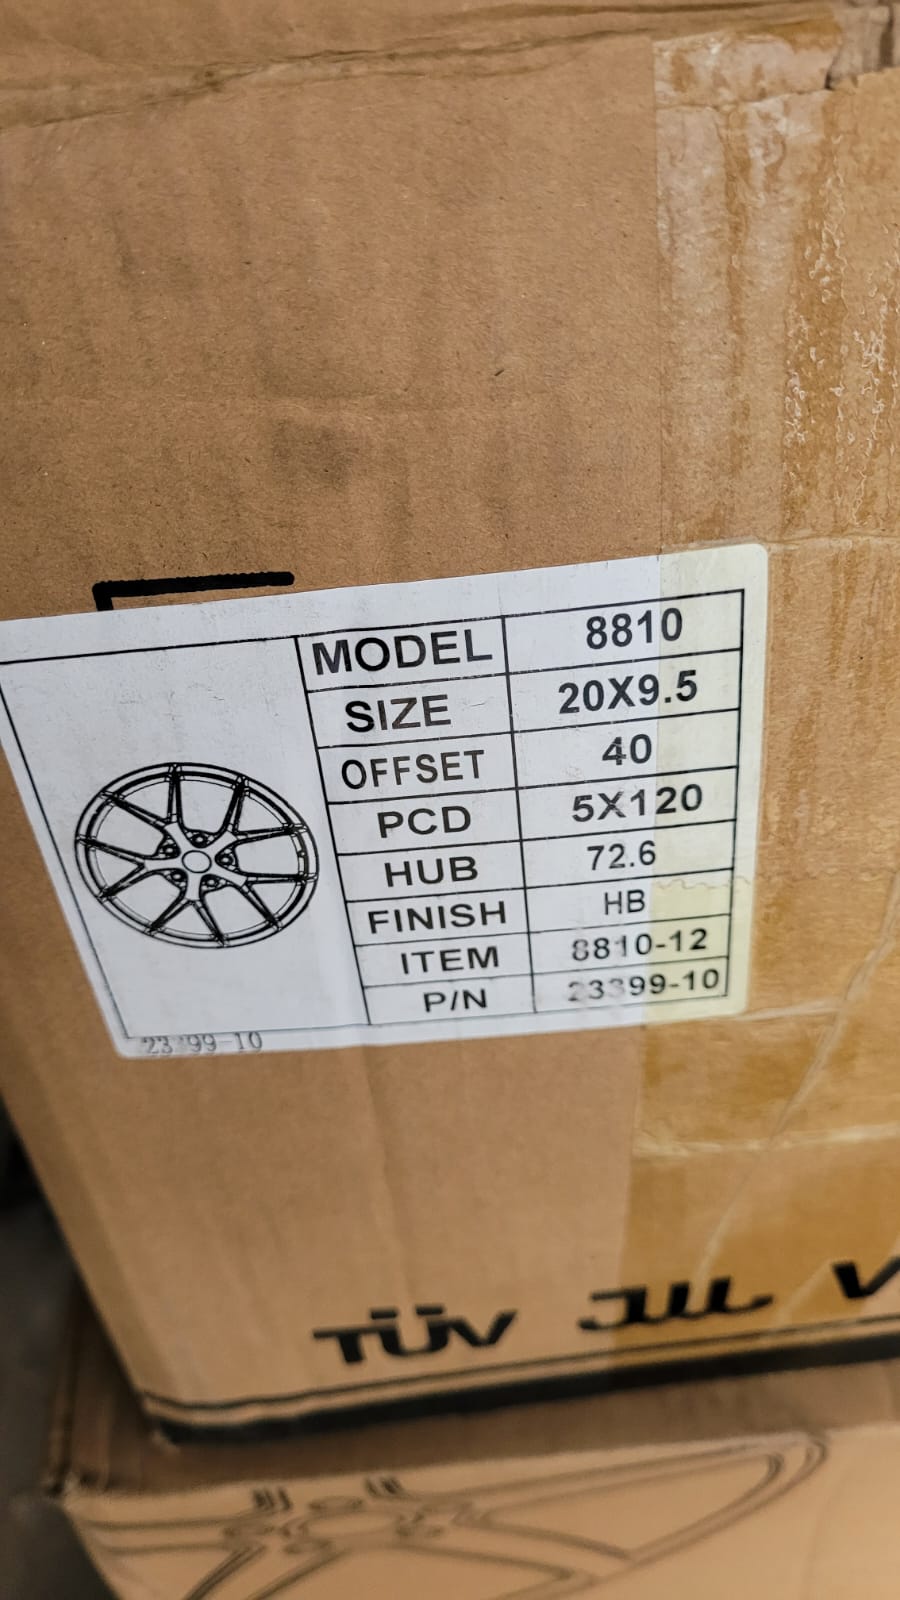 MODEL 8810
SIZE 20X9.5
OFFSET 40
PCD 5X120
HUB 72.6
FINISH HB
ITEM 8810-12
P/N 23399-10
TÜV JWL